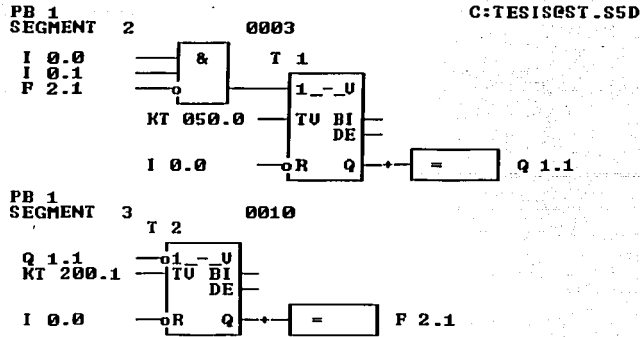 PB 1 C:TESIS@ST.S5D
SEGMENT 2 0003
I 0.0 & T 1
I 0.1
F 2.1 1_-_V
KT 050.0 TV BI
DE
I 0.0 R Q = Q 1.1
PB 1
SEGMENT 3 0010
T 2
Q 1.1 1_-_V
KT 200.1 TV BI
DE
I 0.0 R Q = F 2.1